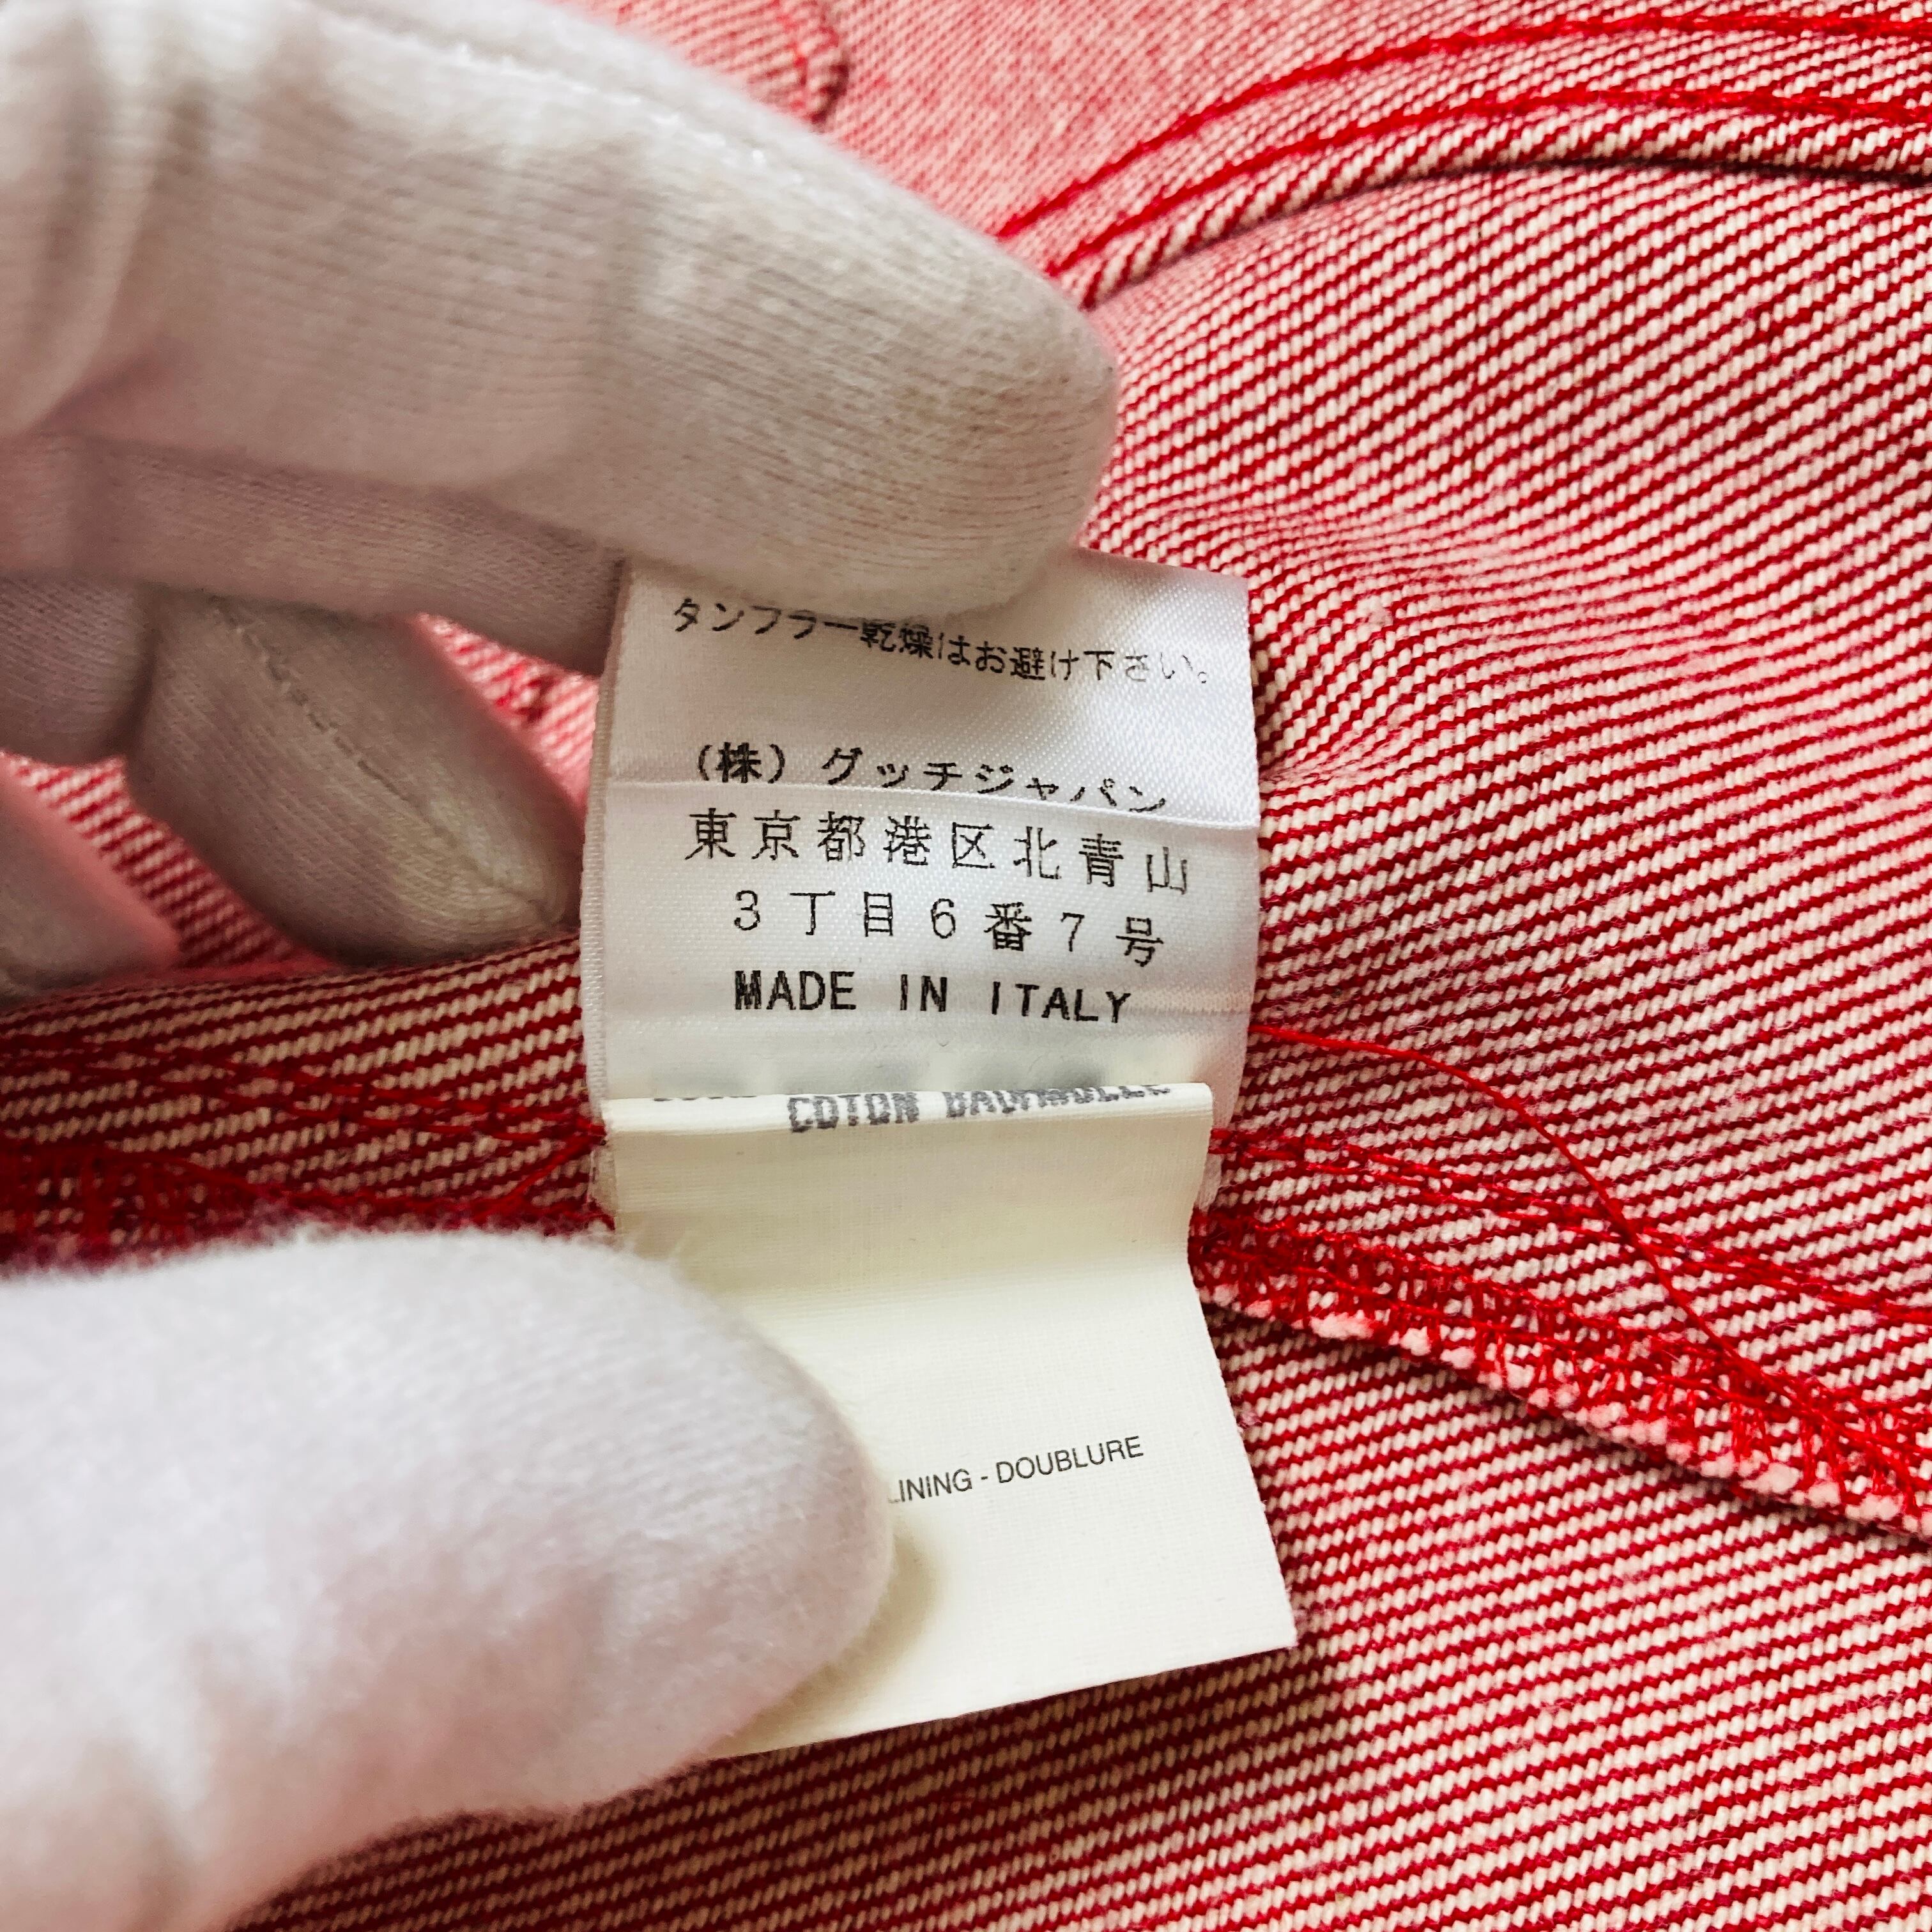 タンブラー乾燥はお避け下さい。
(株)グッチジャパン
東京都港区北青山
3丁目6番7号
MADE IN ITALY
COTON BAUMWOLLE
LINING - DOUBLURE